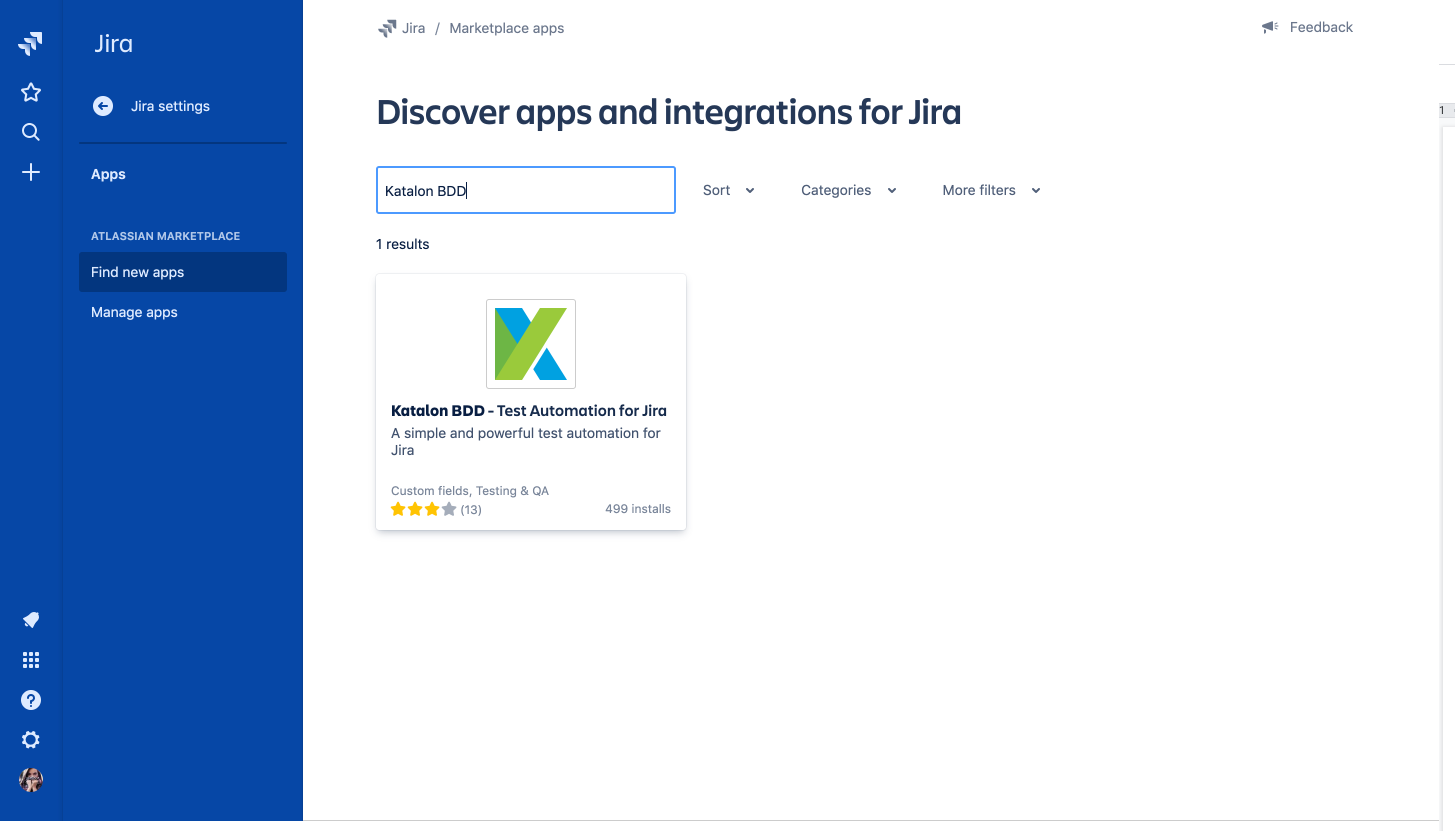 Jira
Jira settings
Apps
ATLASSIAN MARKETPLACE
Find new apps
Manage apps
Jira / Marketplace apps
Feedback
Discover apps and integrations for Jira
Katalon BDD
Sort
Categories
More filters
1 results
Katalon BDD - Test Automation for Jira
A simple and powerful test automation for
Jira
Custom fields, Testing & QA
(13)
499 installs
1